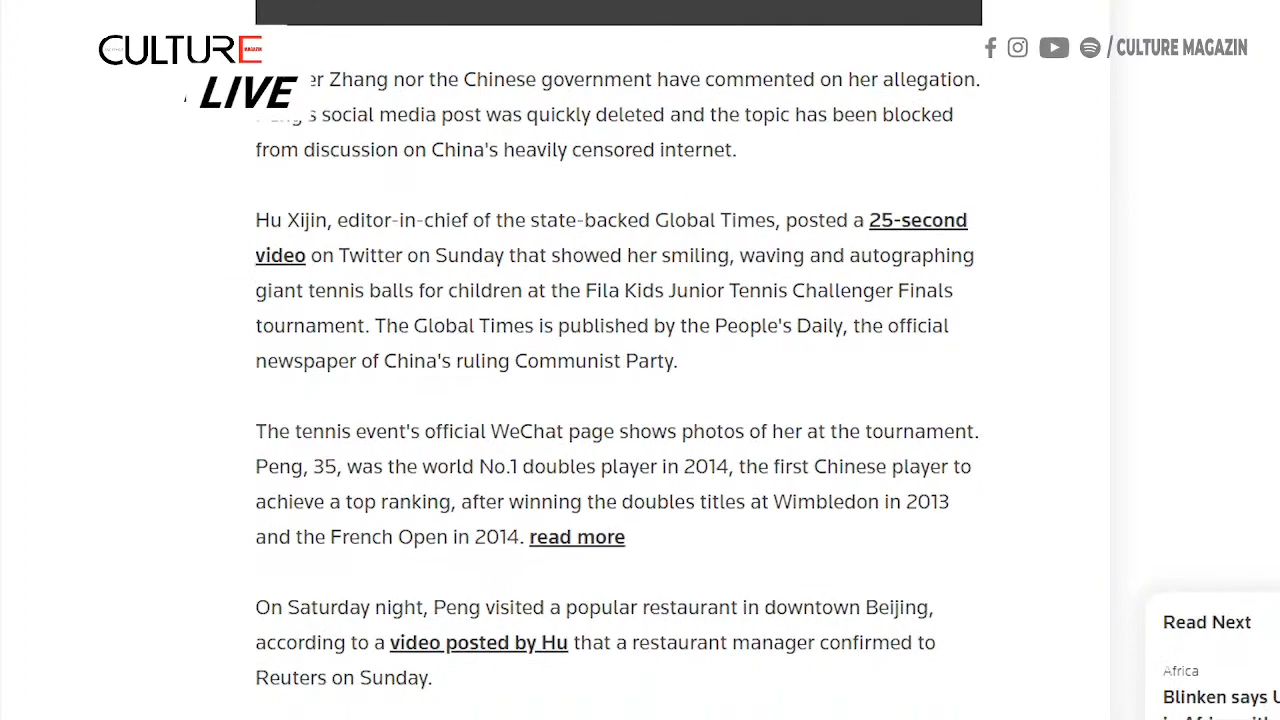 CULTURE
MAGAZIN
LIVE
/ CULTURE MAGAZIN
er Zhang nor the Chinese government have commented on her allegation.
social media post was quickly deleted and the topic has been blocked
from discussion on China's heavily censored internet.
Hu Xijin, editor-in-chief of the state-backed Global Times, posted a 25-second
video on Twitter on Sunday that showed her smiling, waving and autographing
giant tennis balls for children at the Fila Kids Junior Tennis Challenger Finals
tournament. The Global Times is published by the People's Daily, the official
newspaper of China's ruling Communist Party.
The tennis event's official WeChat page shows photos of her at the tournament.
Peng, 35, was the world No.1 doubles player in 2014, the first Chinese player to
achieve a top ranking, after winning the doubles titles at Wimbledon in 2013
and the French Open in 2014. read more
On Saturday night, Peng visited a popular restaurant in downtown Beijing,
according to a video posted by Hu that a restaurant manager confirmed to
Reuters on Sunday.
Read Next
Africa
Blinken says U